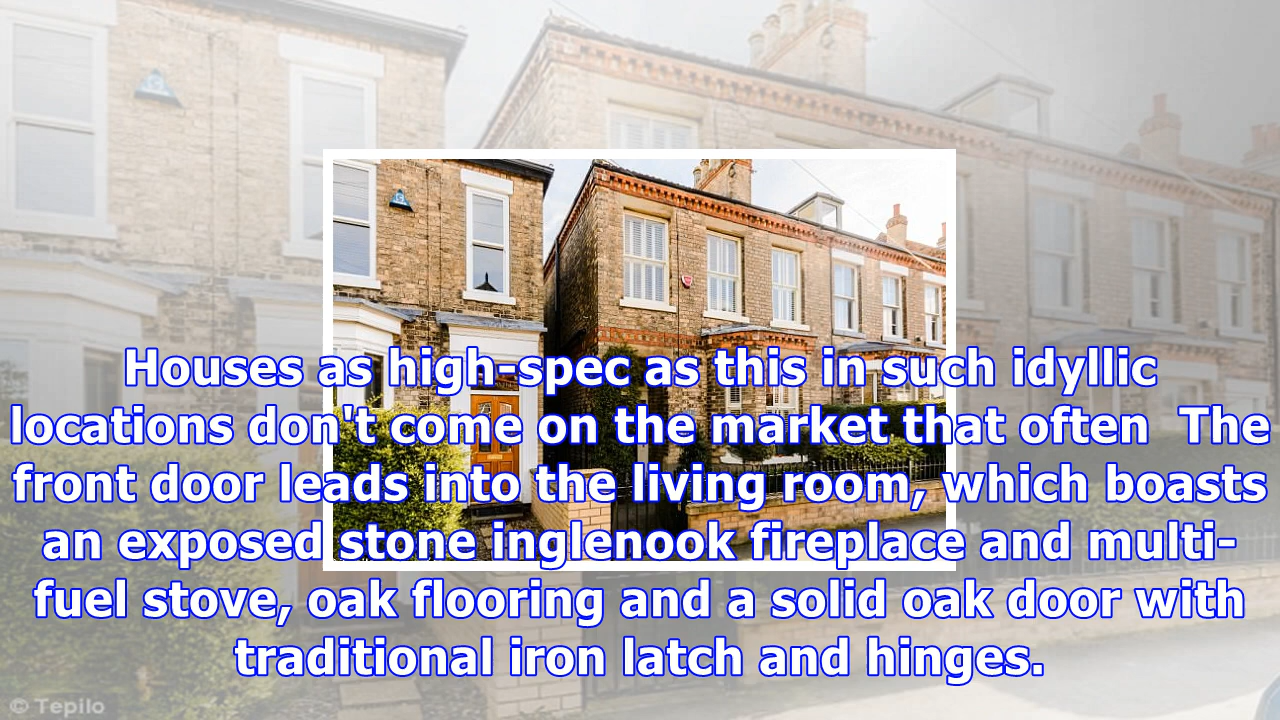 Houses as high-spec as this in such idyllic
locations don't come on the market that often  The
front door leads into the living room, which boasts
an exposed stone inglenook fireplace and multi-
fuel stove, oak flooring and a solid oak door with
traditional iron latch and hinges.
© Tepilo